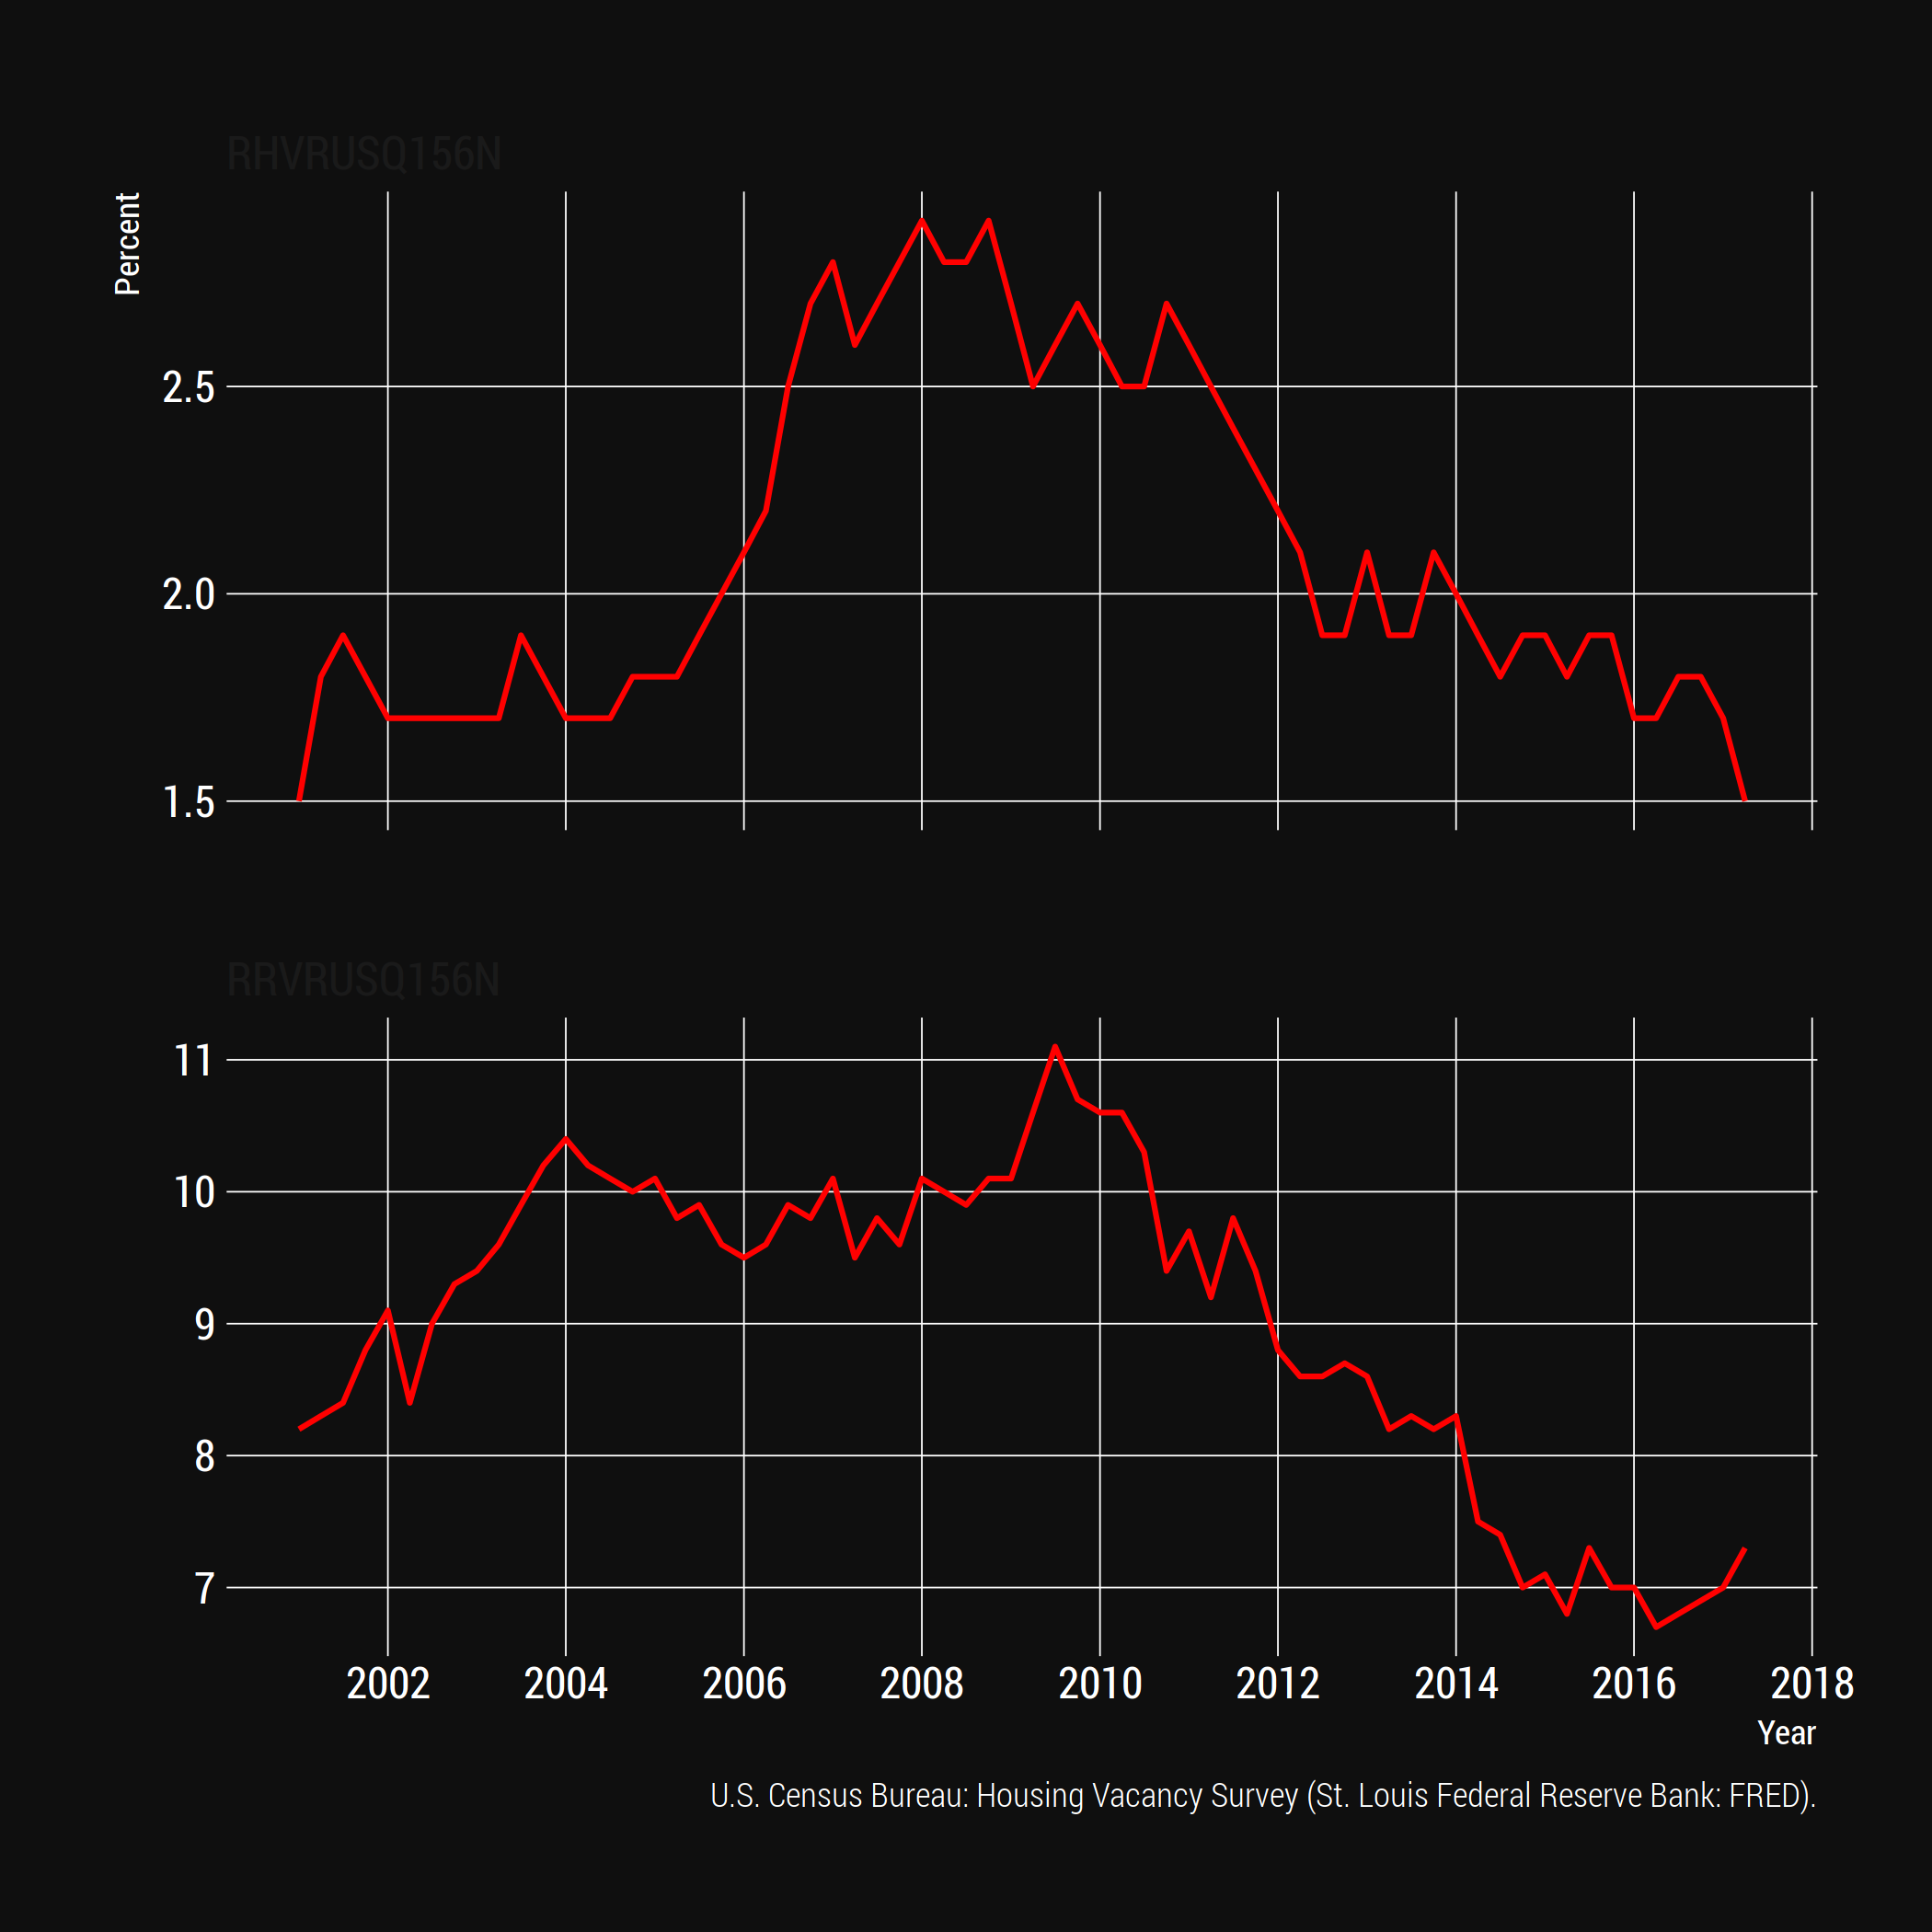 RHVRUSQ156N
Percent
2.5
2.0
1.5
RRVRUSQ156N
11
10
9
8
7
2002 2004 2006 2008 2010 2012 2014 2016 2018
Year
U.S. Census Bureau: Housing Vacancy Survey (St. Louis Federal Reserve Bank: FRED).